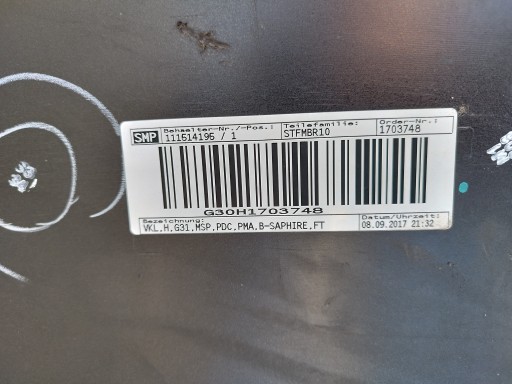 SMP Behaelter-Nr./-Pos.: Teilefamilie: Order-Nr.:
111614196 / 1 STFMBR10 1703748
G30H1703748
Bezeichnung: Datum/Uhrzeit:
VKL,H,G31,MSP,PDC,PMA,B-SAPHIRE,FT 08.09.2017 21:32